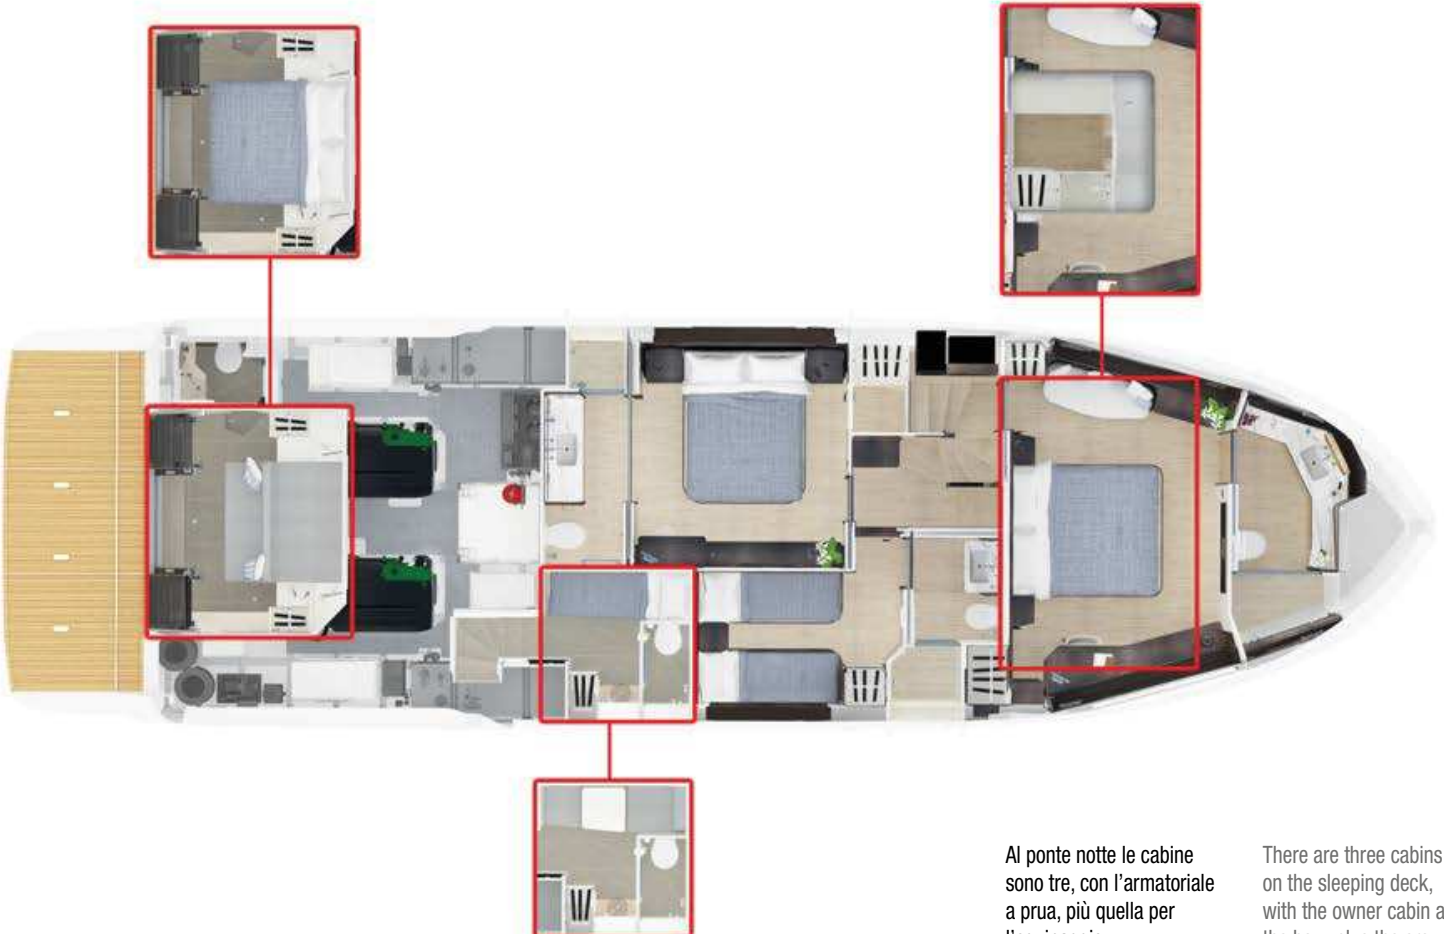 Al ponte notte le cabine
sono tre, con l'armatoriale
a prua, più quella per
There are three cabins
on the sleeping deck,
with the owner cabin a